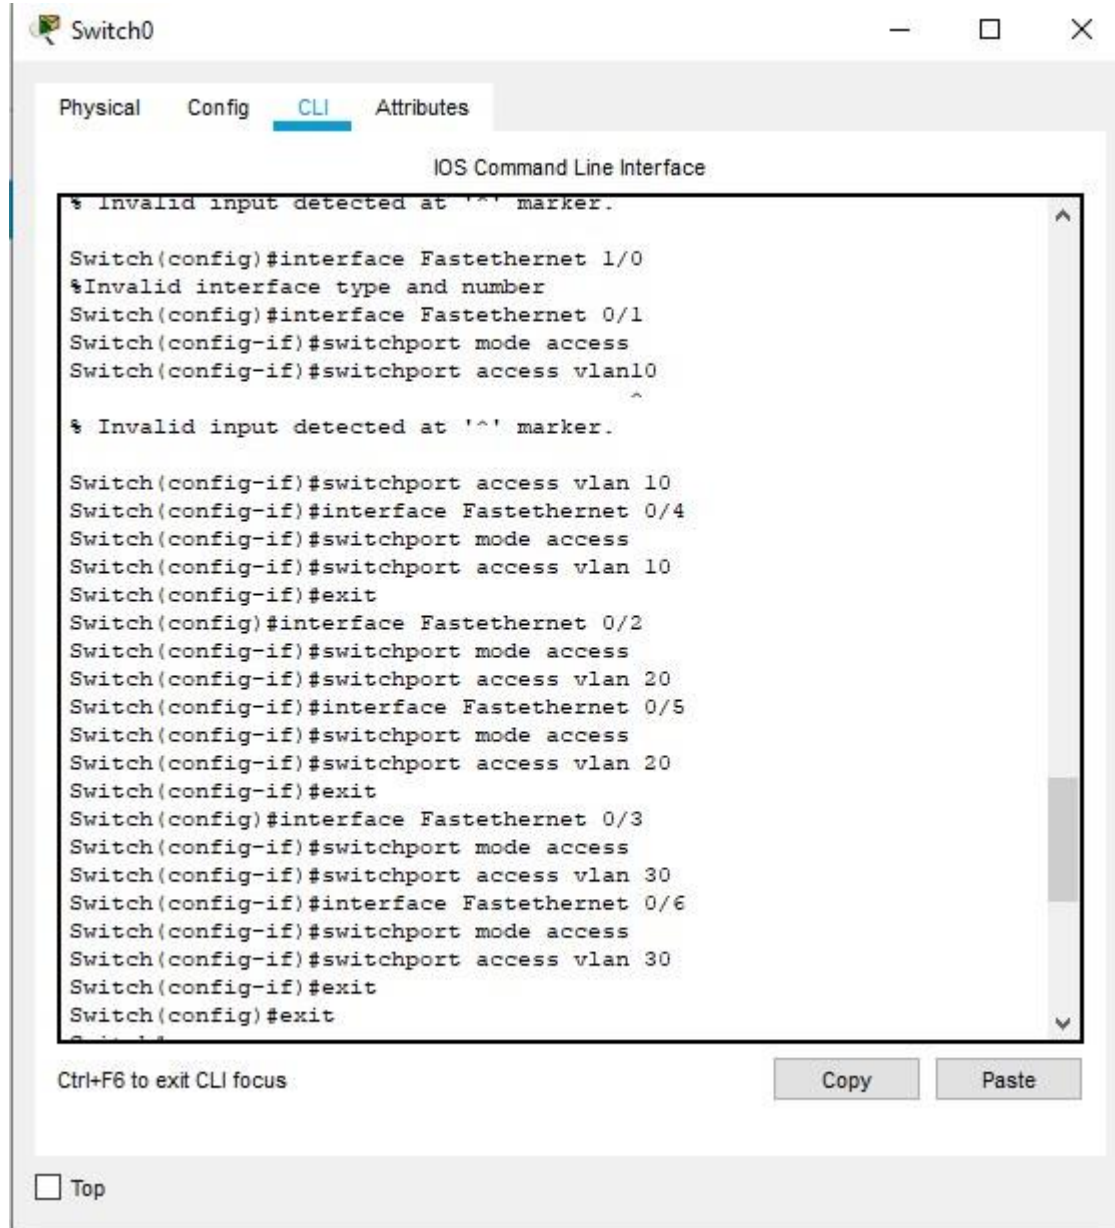 Switch0
Physical Config CLI Attributes
IOS Command Line Interface
% Invalid input detected at '^' marker.
Switch(config)#interface Fastethernet 1/0
%Invalid interface type and number
Switch(config)#interface Fastethernet 0/1
Switch(config-if)#switchport mode access
Switch(config-if)#switchport access vlan10
^
% Invalid input detected at '^' marker.
Switch(config-if)#switchport access vlan 10
Switch(config-if)#interface Fastethernet 0/4
Switch(config-if)#switchport mode access
Switch(config-if)#switchport access vlan 10
Switch(config-if)#exit
Switch(config)#interface Fastethernet 0/2
Switch(config-if)#switchport mode access
Switch(config-if)#switchport access vlan 20
Switch(config-if)#interface Fastethernet 0/5
Switch(config-if)#switchport mode access
Switch(config-if)#switchport access vlan 20
Switch(config-if)#exit
Switch(config)#interface Fastethernet 0/3
Switch(config-if)#switchport mode access
Switch(config-if)#switchport access vlan 30
Switch(config-if)#interface Fastethernet 0/6
Switch(config-if)#switchport mode access
Switch(config-if)#switchport access vlan 30
Switch(config-if)#exit
Switch(config)#exit
Ctrl+F6 to exit CLI focus
Copy Paste
Top